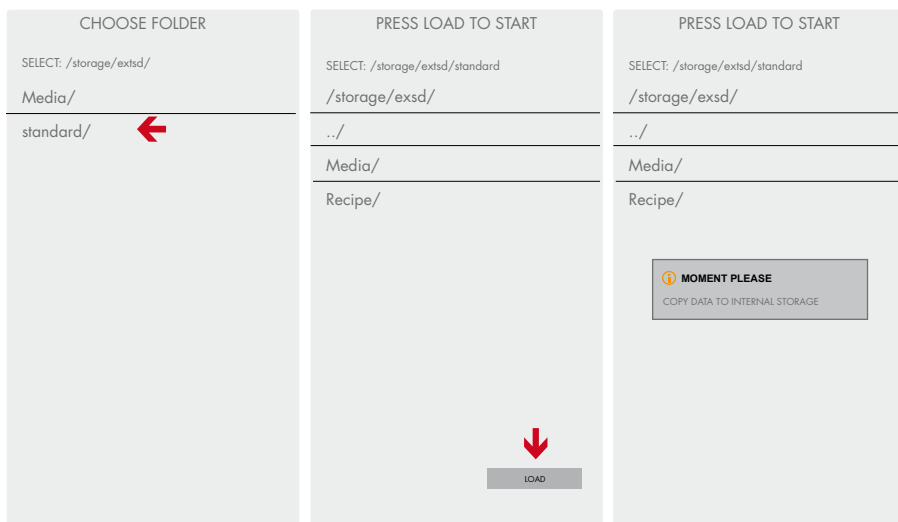 CHOOSE FOLDER
SELECT: /storage/extsd/
Media/
standard/
PRESS LOAD TO START
SELECT: /storage/extsd/standard
/storage/exsd/
../
Media/
Recipe/
LOAD
PRESS LOAD TO START
SELECT: /storage/extsd/standard
/storage/exsd/
../
Media/
Recipe/
MOMENT PLEASE
COPY DATA TO INTERNAL STORAGE